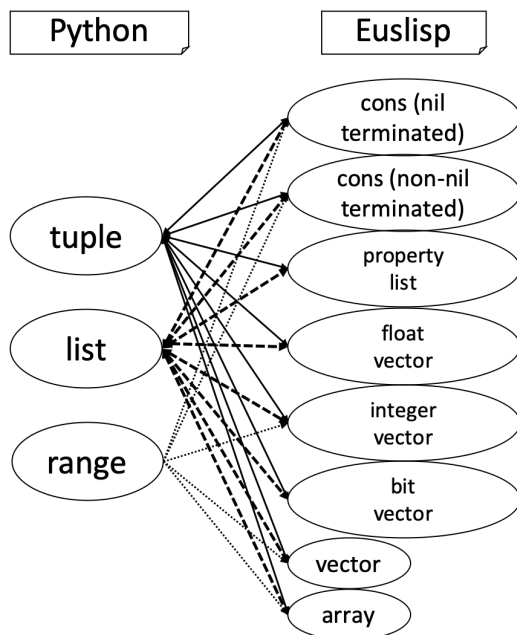 Python
Euslisp
cons (nil
terminated)
cons (non-nil
terminated)
tuple
property
list
list
float
vector
integer
vector
range
bit
vector
vector
array